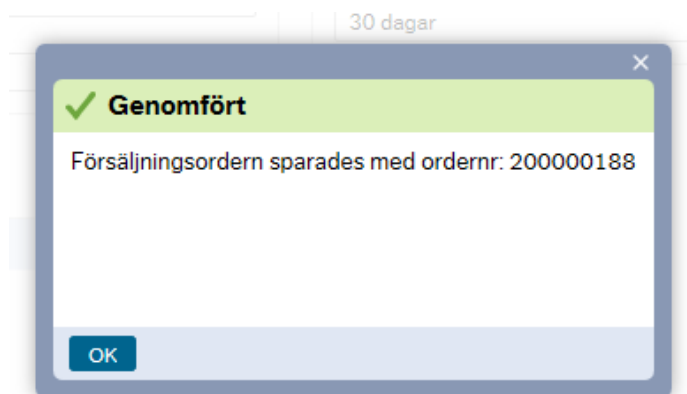 30 dagar
Genomfört
Försäljningsordern sparades med ordernr: 200000188
OK